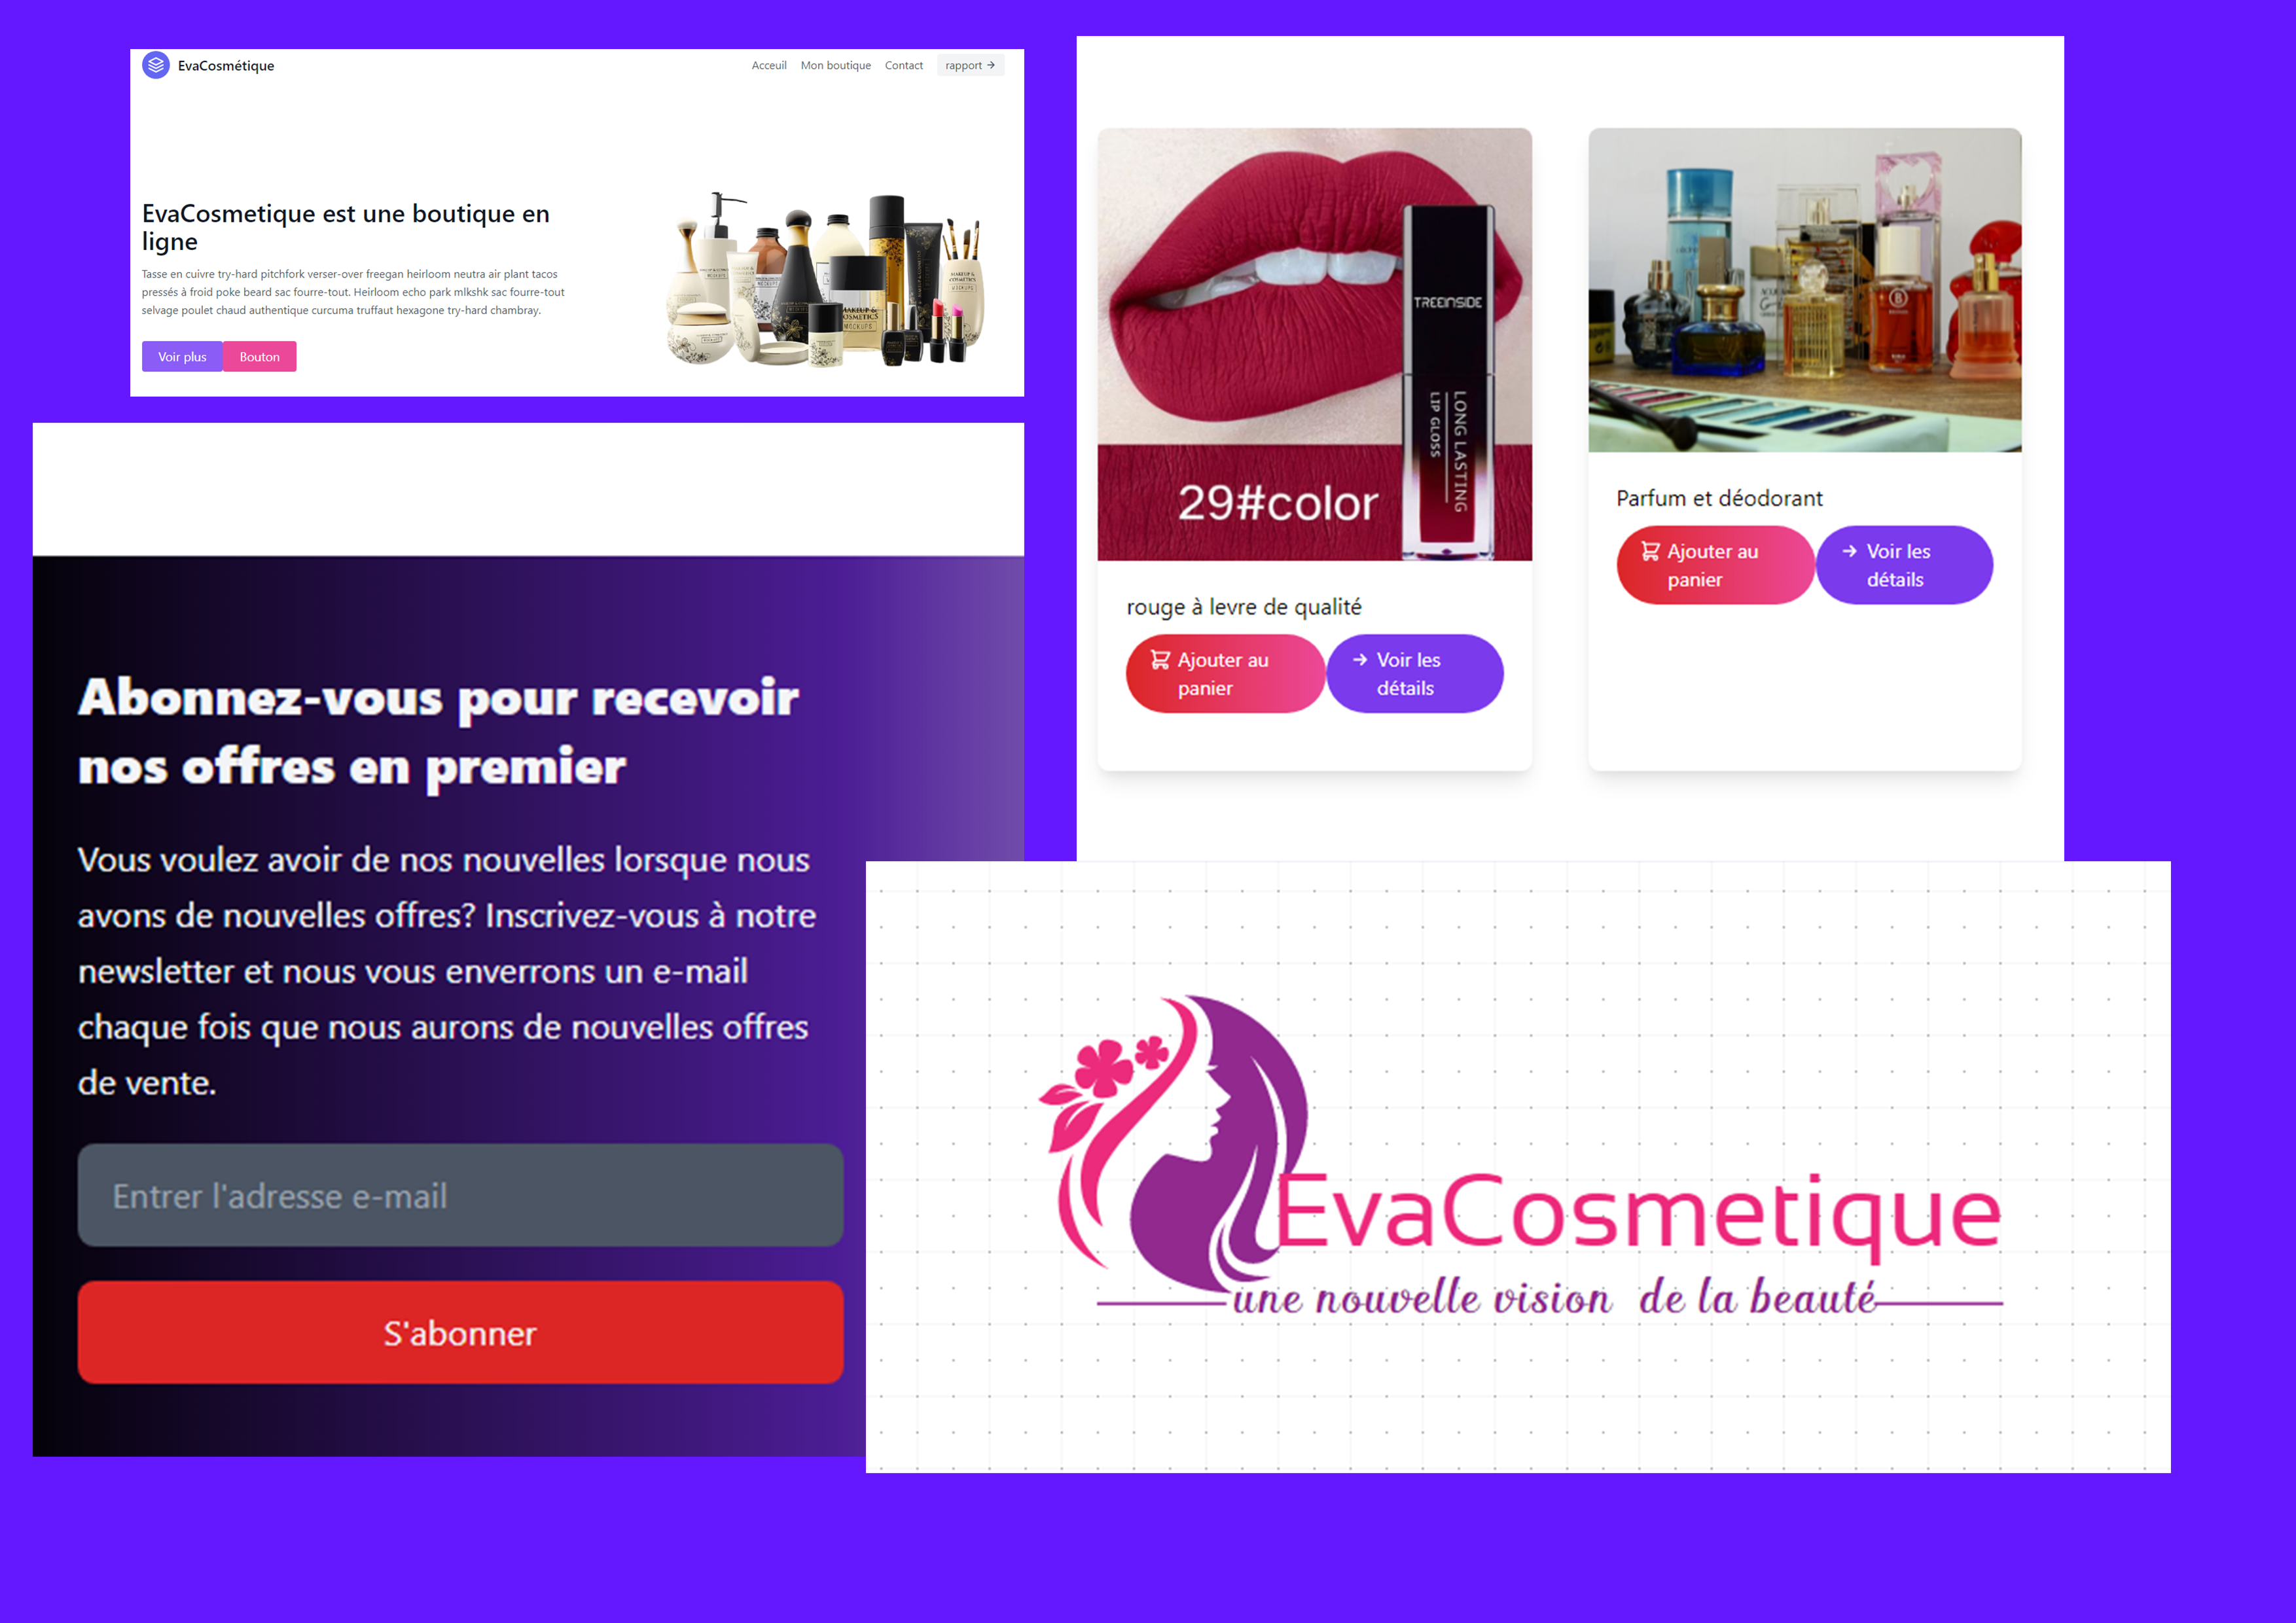 EvaCosmétique
Acceuil
Mon boutique
Contact
rapport →
EvaCosmetique est une boutique en
ligne
Tasse en cuivre try-hard pitchfork verser-over freegan heirloom neutra air plant tacos
pressés à froid poke beard sac fourre-tout. Heirloom echo park mlkshk sac fourre-tout
selvage poulet chaud authentique curcuma truffaut hexagone try-hard chambray.
Voir plus
Bouton
MAKEUP &
COSMETICS
MOCKUPS
TREEINSIDE
LONG LASTING
LIP GLOSS
29#color
rouge à levre de qualité
Ajouter au
panier
→ Voir les
détails
Parfum et déodorant
Ajouter au
panier
→ Voir les
détails
Abonnez-vous pour recevoir
nos offres en premier
Vous voulez avoir de nos nouvelles lorsque nous
avons de nouvelles offres? Inscrivez-vous à notre
newsletter et nous vous enverrons un e-mail
chaque fois que nous aurons de nouvelles offres
de vente.
Entrer l'adresse e-mail
S'abonner
EvaCosmetique
une nouvelle vision de la beauté